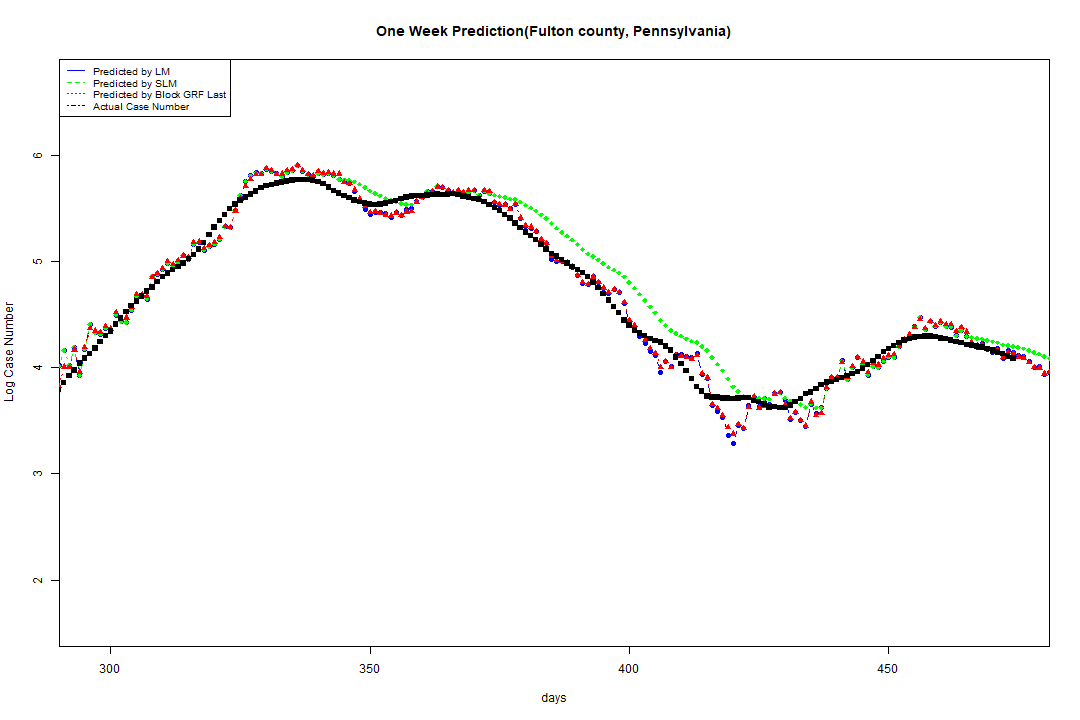 One Week Prediction(Fulton county, Pennsylvania)
Predicted by LM
Predicted by SLM
Predicted by Block GRF Last
Actual Case Number
6
5
4
3
2
Log Case Number
300
350
400
450
days